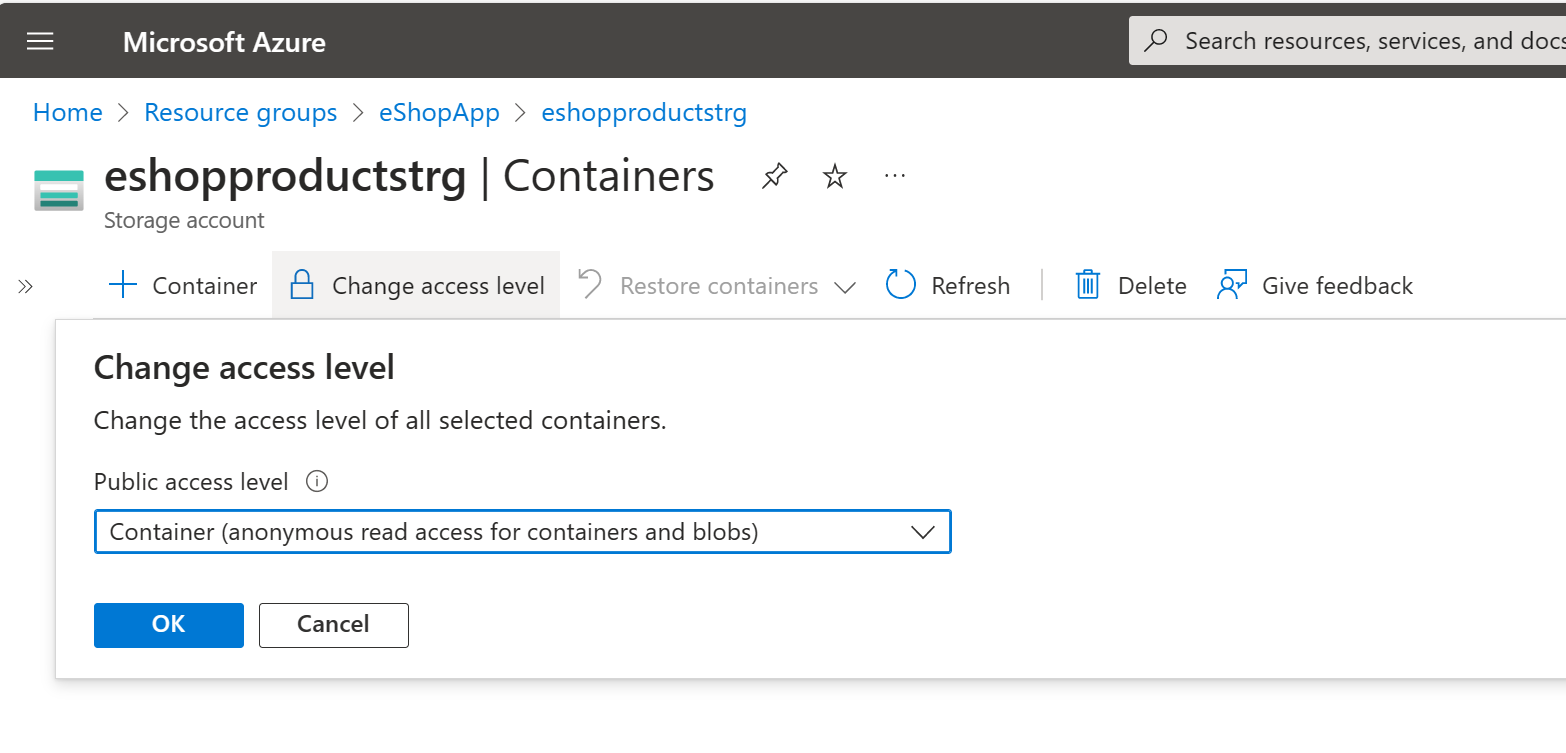 Microsoft Azure
Search resources, services, and docs
Home > Resource groups > eShopApp > eshopproductstrg
eshopproductstrg | Containers
Storage account
Container Change access level Restore containers Refresh Delete Give feedback
Change access level
Change the access level of all selected containers.
Public access level
Container (anonymous read access for containers and blobs)
OK Cancel